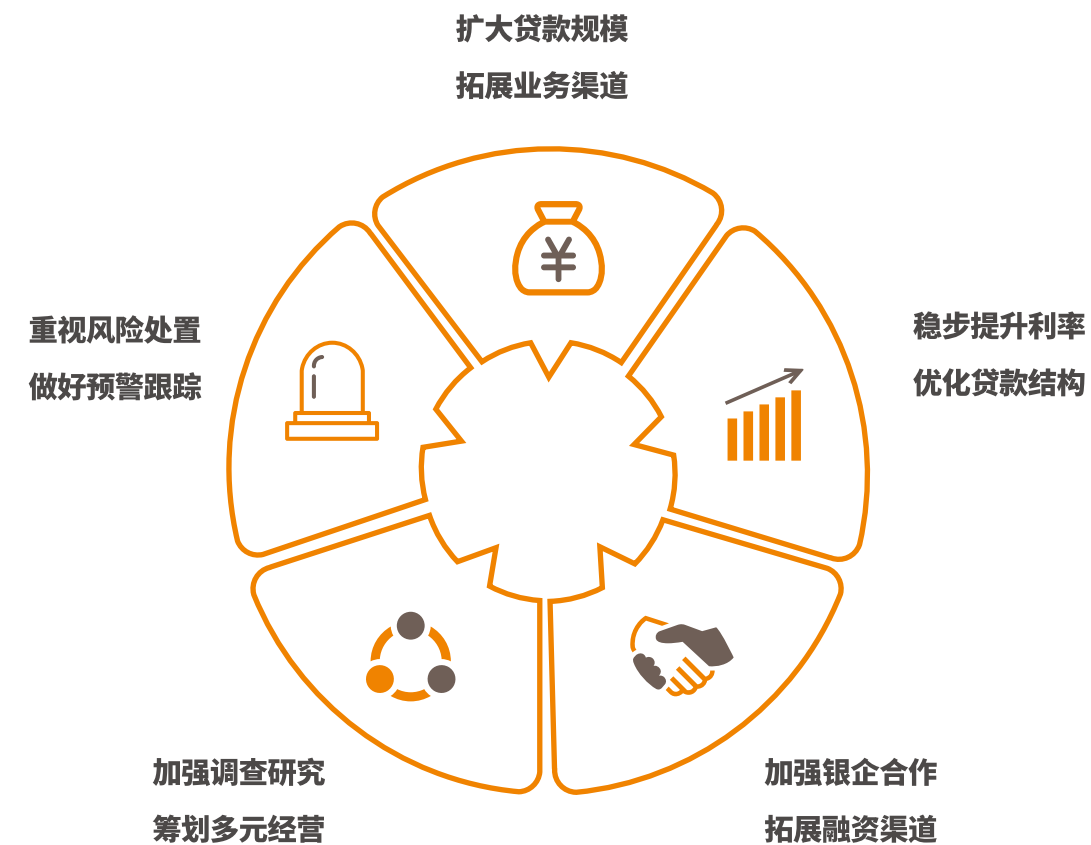 扩大贷款规模
拓展业务渠道
稳步提升利率
优化贷款结构
加强银企合作
拓展融资渠道
加强调查研究
筹划多元经营
重视风险处置
做好预警跟踪
¥